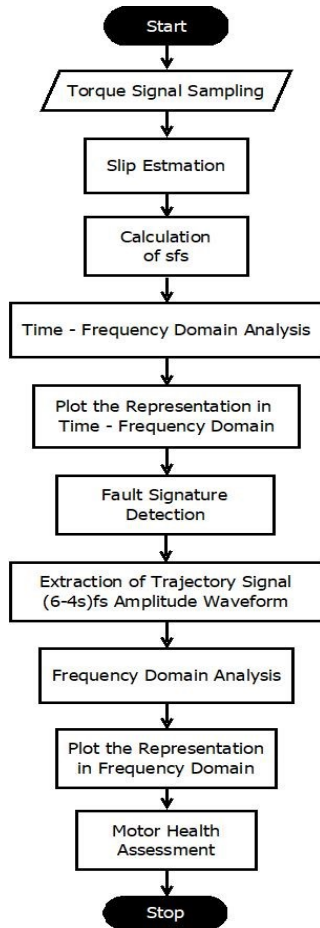 Start
Torque Signal Sampling
Slip Estmation
Calculation
of sfs
Time - Frequency Domain Analysis
Plot the Representation in
Time - Frequency Domain
Fault Signature
Detection
Extraction of Trajectory Signal
(6-4s)fs Amplitude Waveform
Frequency Domain Analysis
Plot the Representation
in Frequency Domain
Motor Health
Assessment
Stop